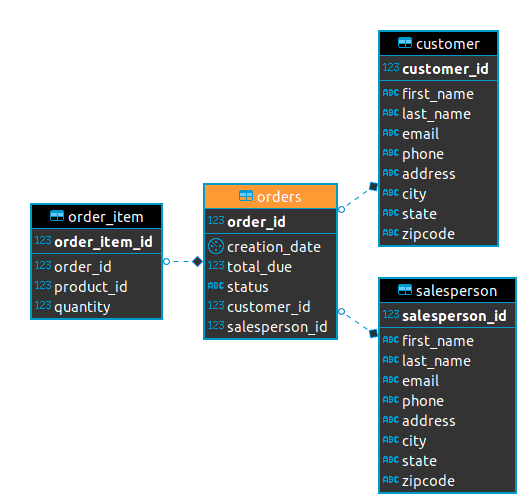 customer
123 customer_id
ABC first_name
ABC last_name
ABC email
ABC phone
ABC address
ABC city
ABC state
ABC zipcode
orders
123 order_id
creation_date
123 total_due
ABC status
123 customer_id
123 salesperson_id
order_item
123 order_item_id
123 order_id
123 product_id
123 quantity
salesperson
123 salesperson_id
ABC first_name
ABC last_name
ABC email
ABC phone
ABC address
ABC city
ABC state
ABC zipcode